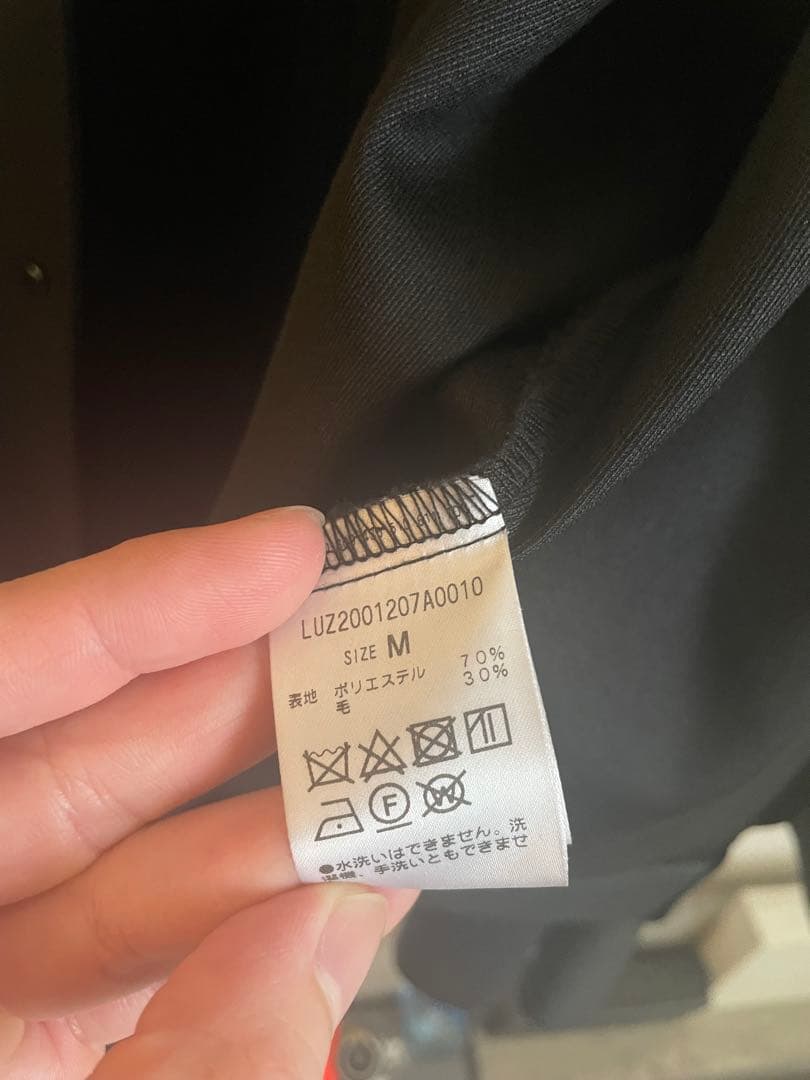 LUZ2001207A0010
SIZE M
表地 ポリエステル 70%
毛 30%
F W
●水洗いはできません。洗
濯機、手洗いともできませ